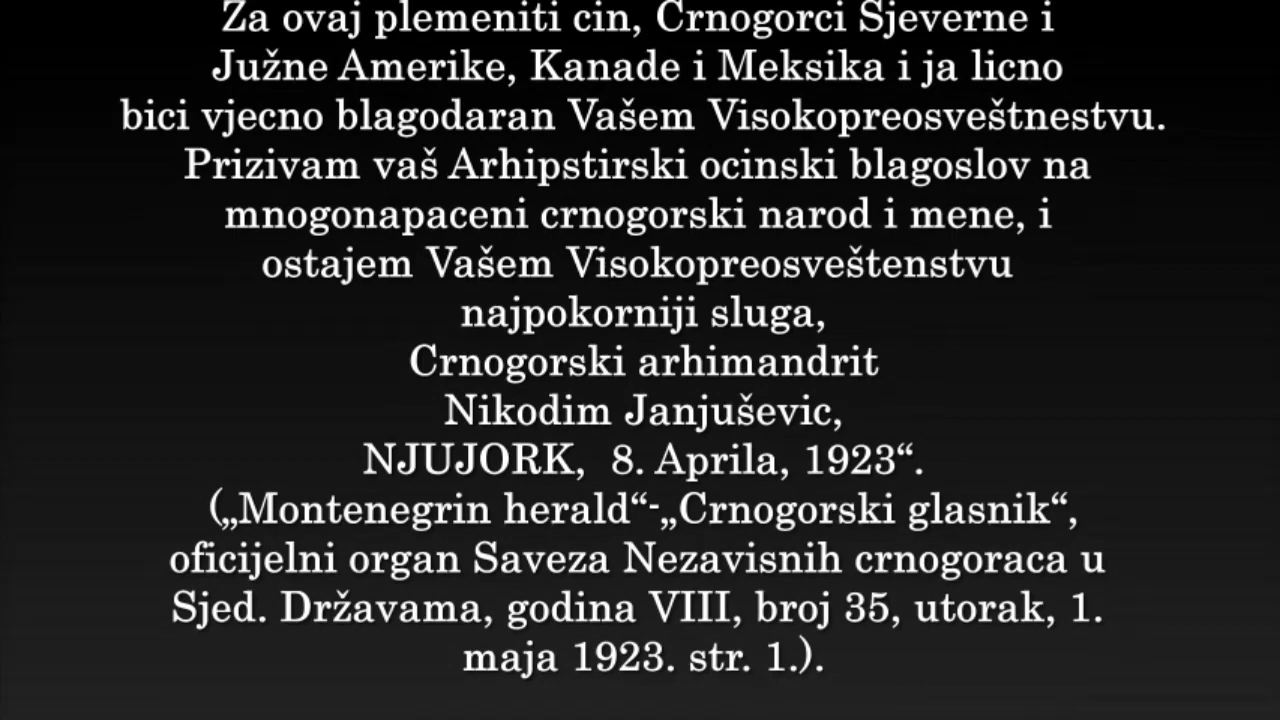 Za ovaj plemeniti cin, Crnogorci Sjeverne i
Južne Amerike, Kanade i Meksika i ja licno
bici vjecno blagodaran Vašem Visokopreosveštnestvu.
Prizivam vaš Arhipstirski ocinski blagoslov na
mnogonapaceni crnogorski narod i mene, i
ostajem Vašem Visokopreosveštenstvu
najpokorniji sluga,
Crnogorski arhimandrit
Nikodim Janjuševic,
NJUJORK,  8. Aprila, 1923“.
(„Montenegrin herald“-„Crnogorski glasnik“,
oficijelni organ Saveza Nezavisnih crnogoraca u
Sjed. Državama, godina VIII, broj 35, utorak, 1.
maja 1923. str. 1.).